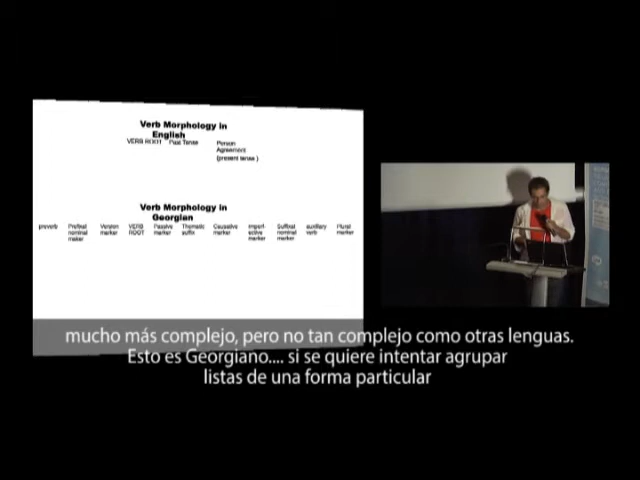 Verb Morphology in
English
VERB ROOT Past Tense Person
Agreement
(present tense )
Verb Morphology in
Georgian
preverb Prefixal Version VERB Passive Thematic Causative imperf- Suffixal auxiliary Plural
nominal marker ROOT marker suffix marker ective nominal verb marker
marker marker
mucho más complejo, pero no tan complejo como otras lenguas.
Esto es Georgiano.... si se quiere intentar agrupar
listas de una forma particular